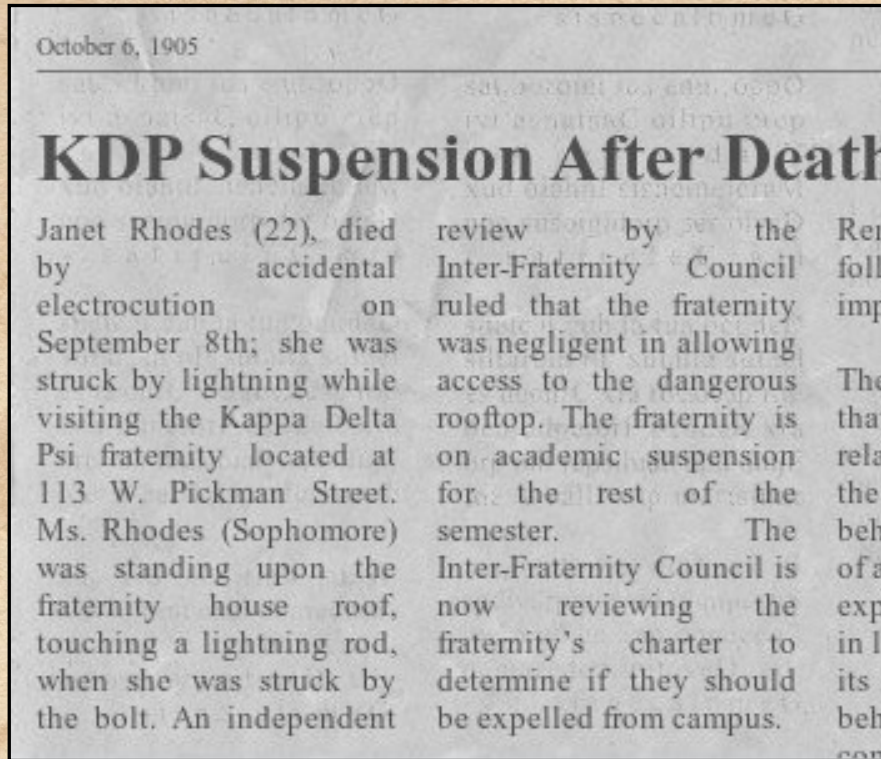 October 6, 1905
KDP Suspension After Death
Janet Rhodes (22), died
by accidental
electrocution on
September 8th; she was
struck by lightning while
visiting the Kappa Delta
Psi fraternity located at
113 W. Pickman Street.
Ms. Rhodes (Sophomore)
was standing upon the
fraternity house roof,
touching a lightning rod,
when she was struck by
the bolt. An independent
review by the
Inter-Fraternity Council
ruled that the fraternity
was negligent in allowing
access to the dangerous
rooftop. The fraternity is
on academic suspension
for the rest of the
semester. The
Inter-Fraternity Council is
now reviewing the
fraternity's charter to
determine if they should
be expelled from campus.
The
the
of a
in l
its